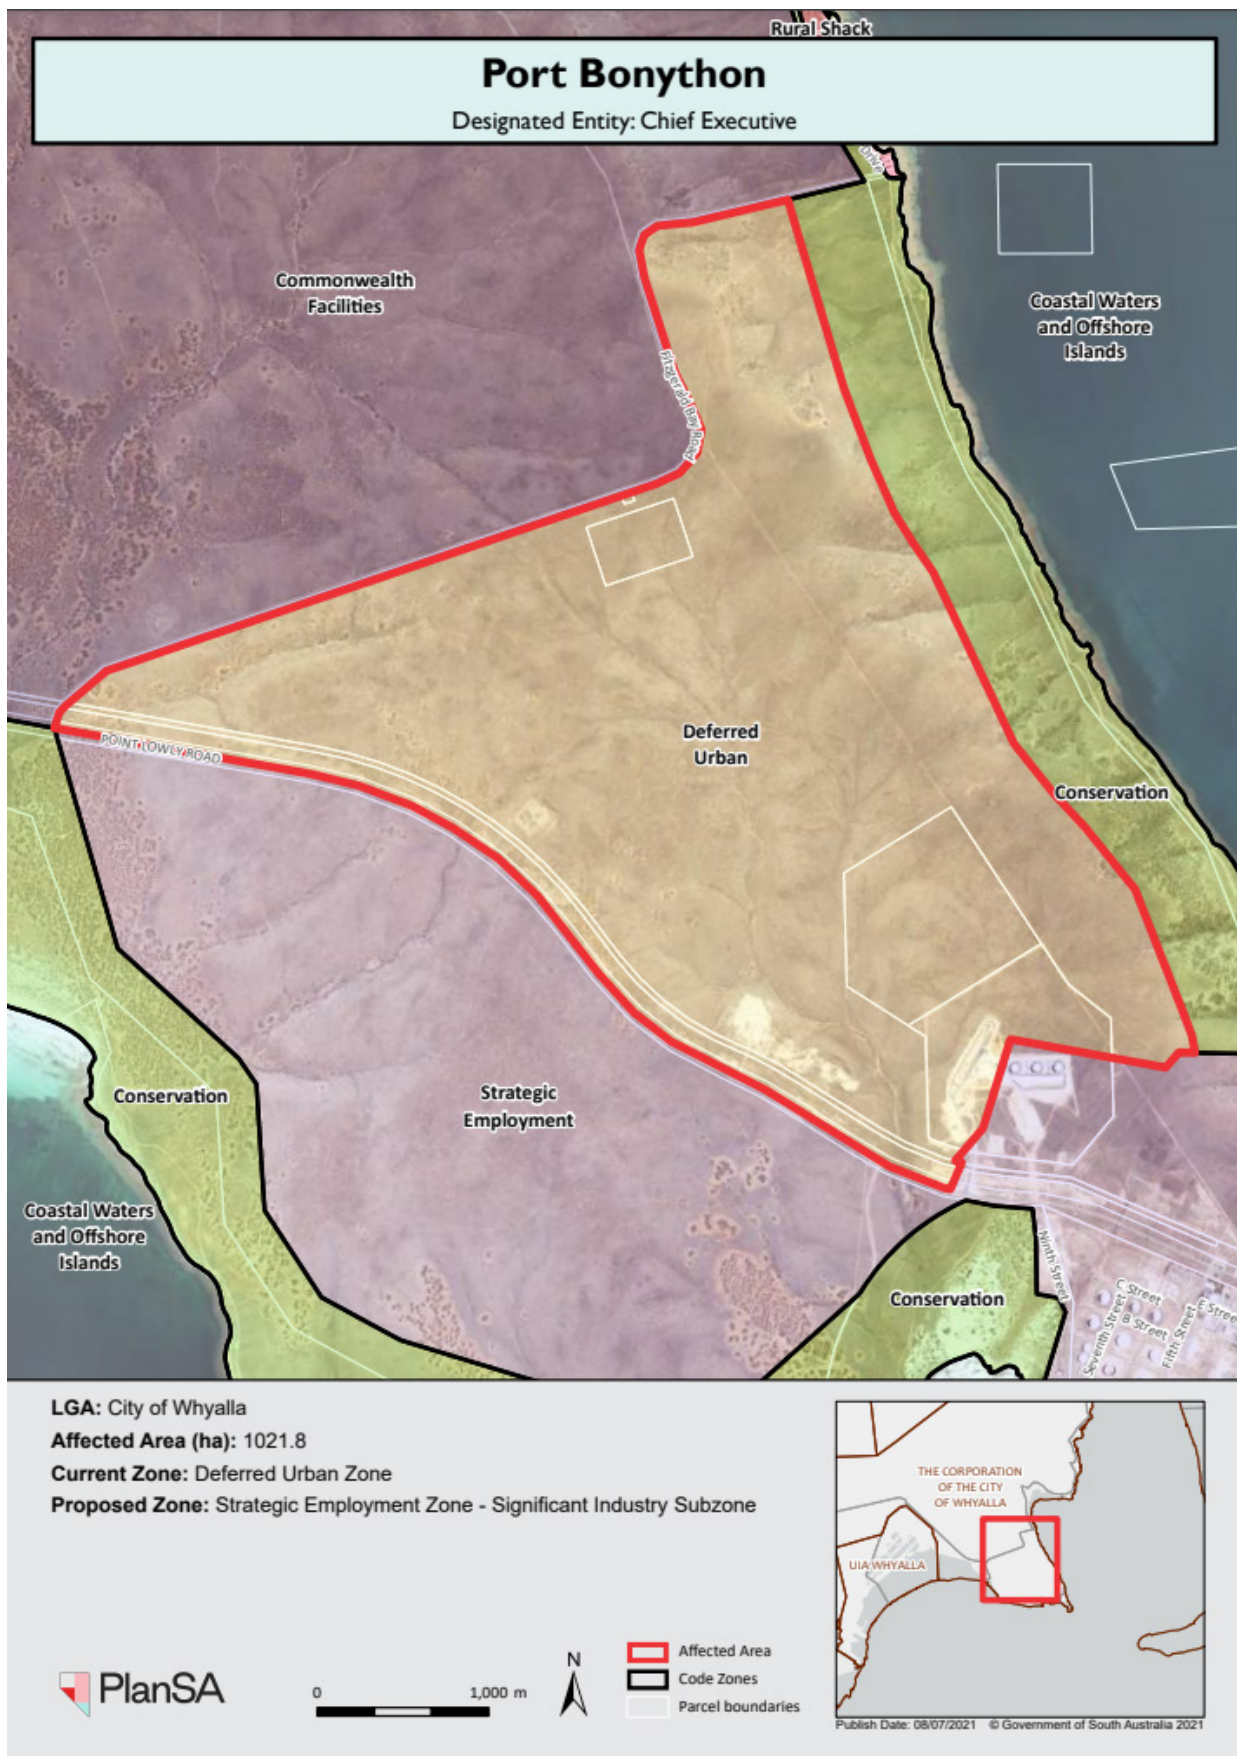 Rural Shack
Port Bonython
Designated Entity: Chief Executive
Drive
Commonwealth
Facilities
Coastal Waters
and Offshore
Islands
Fitzgerald Bay Road
Deferred
Urban
POINT LOWLY ROAD
Conservation
Conservation
Strategic
Employment
Coastal Waters
and Offshore
Islands
Ninth Street
Conservation
C Street
E Stree
B Street
Seventh Street
Fifth Street
LGA: City of Whyalla
Affected Area (ha): 1021.8
Current Zone: Deferred Urban Zone
Proposed Zone: Strategic Employment Zone - Significant Industry Subzone
THE CORPORATION
OF THE CITY
OF WHYALLA
UIA WHYALLA
PlanSA
0 1,000 m
N
Affected Area
Code Zones
Parcel boundaries
Publish Date: 08/07/2021 © Government of South Australia 2021